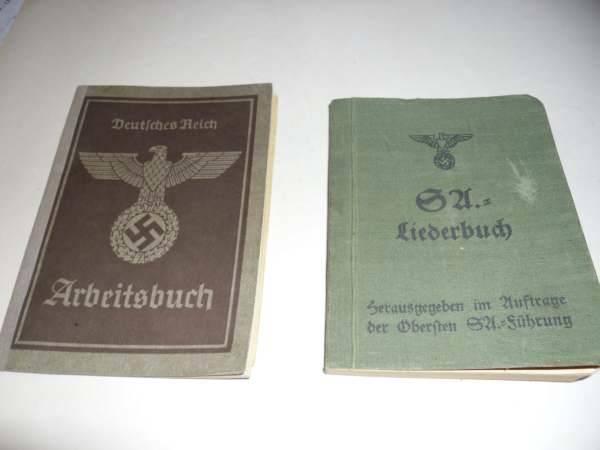 Deutsches Reich
Arbeitsbuch
SA.=
Liederbuch
Herausgegeben im Auftrage
der Obersten SA.=Führung